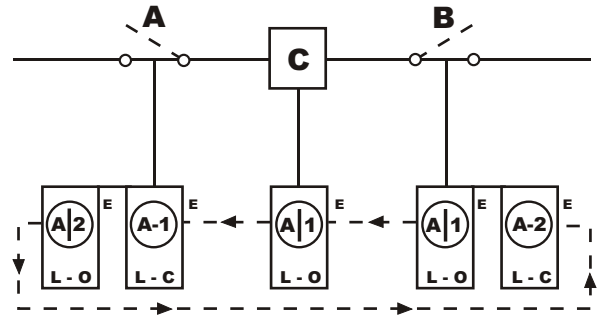 A B
C
A|2 E A-1 E A|1 E A|1 E A-2 E
L - O L - C L - O L - O L - C